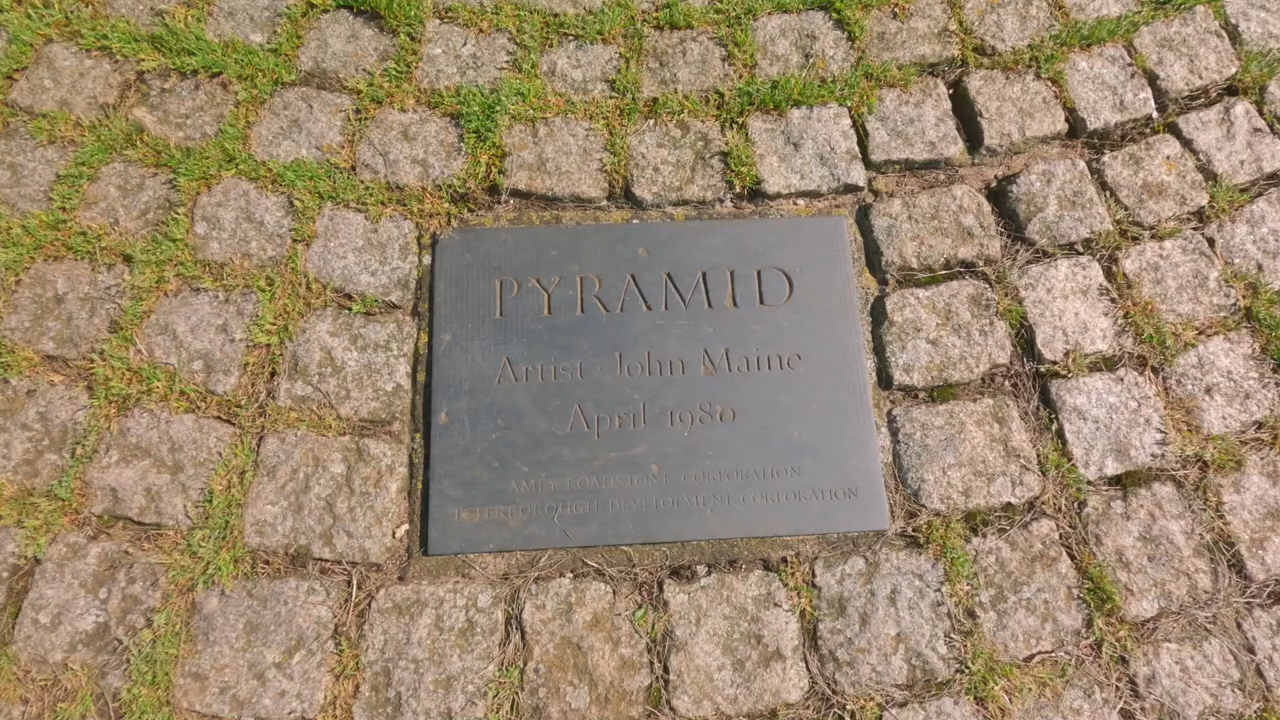 PYRAMID
Artist John Maine
April 1980
AMEY ROADSTONE CORPORATION
PETERBOROUGH DEVELOPMENT CORPORATION